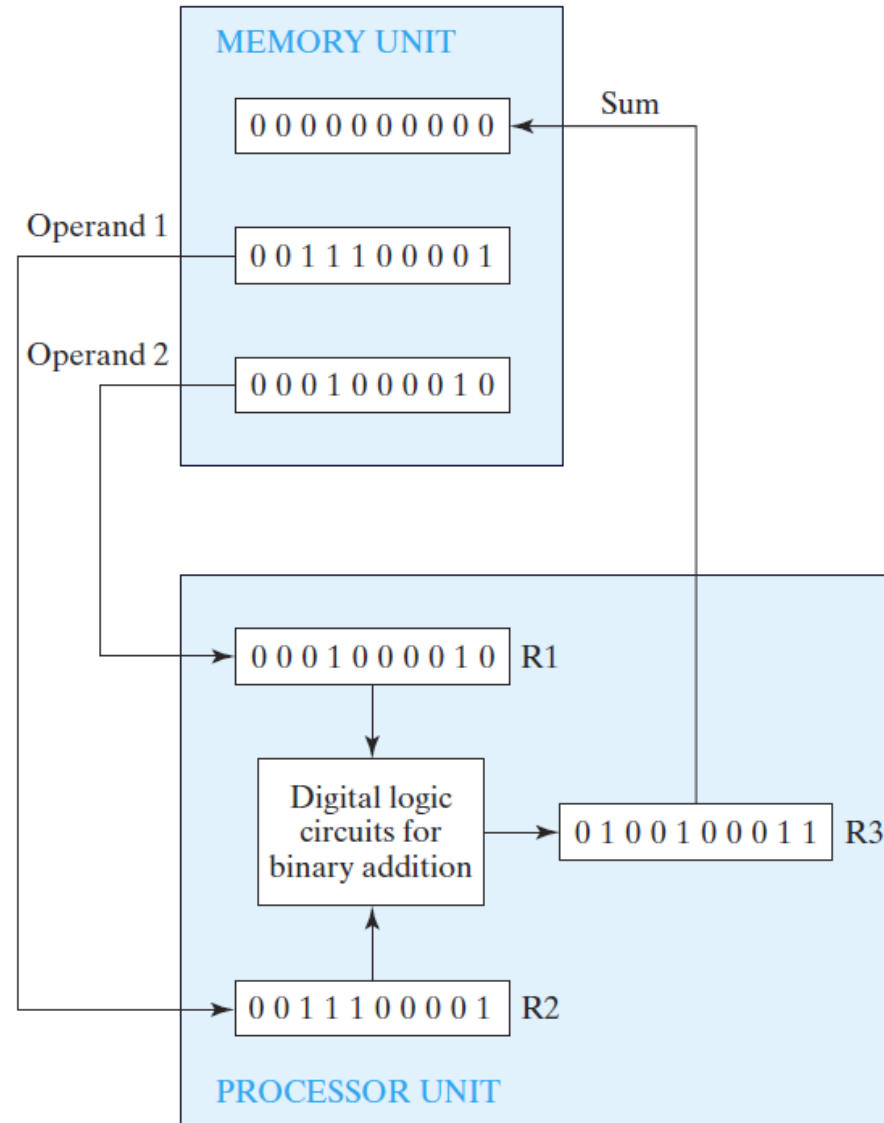 MEMORY UNIT
Sum
0 0 0 0 0 0 0 0 0 0
Operand 1
0 0 1 1 1 0 0 0 0 1
Operand 2
0 0 0 1 0 0 0 0 1 0
0 0 0 1 0 0 0 0 1 0 R1
Digital logic
circuits for
binary addition
0 1 0 0 1 0 0 0 1 1 R3
0 0 1 1 1 0 0 0 0 1 R2
PROCESSOR UNIT